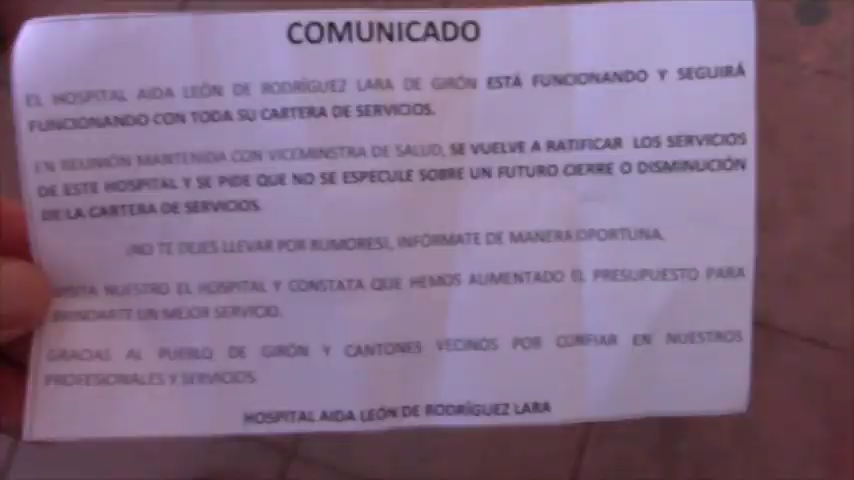 COMUNICADO
EL HOSPITAL AIDA LEÓN DE RODRÍGUEZ LARA DE GIRÓN ESTÁ FUNCIONANDO Y SEGUIRÁ
FUNCIONANDO CON TODA SU CARTERA DE SERVICIOS.
EN REUNIÓN MANTENIDA CON VICEMINSTRA DE SALUD, SE VUELVE A RATIFICAR LOS SERVICIOS
DE ESTE HOSPITAL Y SE PIDE QUE NO SE ESPECULE SOBRE UN FUTURO CIERRE O DISMINUCIÓN
DE LA CARTERA DE SERVICIOS.
¡NO TE DEJES LLEVAR POR RUMORES!, INFÓRMATE DE MANERA OPORTUNA.
VISITA NUESTRO EL HOSPITAL Y CONSTATA QUE HEMOS AUMENTADO EL PRESUPUESTO PARA
BRINDARTE UN MEJOR SERVICIO.
GRACIAS AL PUEBLO DE GIRÓN Y CANTONES VECINOS POR CONFIAR EN NUESTROS
PROFESIONALES Y SERVICIOS
HOSPITAL AIDA LEÓN DE RODRÍGUEZ LARA